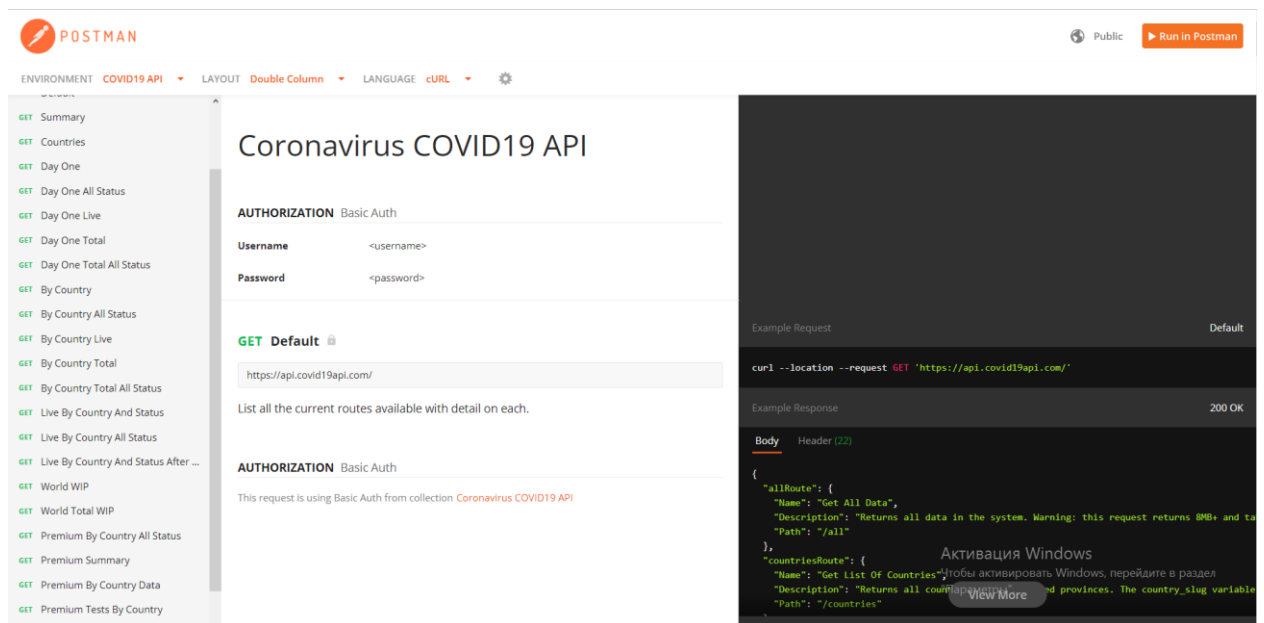 POSTMAN
Public
Run in Postman
ENVIRONMENT COVID19 API LAYOUT Double Column LANGUAGE cURL
GET Summary
GET Countries
GET Day One
GET Day One All Status
GET Day One Live
GET Day One Total
GET Day One Total All Status
GET By Country
GET By Country All Status
GET By Country Live
GET By Country Total
GET By Country Total All Status
GET Live By Country And Status
GET Live By Country All Status
GET Live By Country And Status After ...
GET World WIP
GET World Total WIP
GET Premium By Country All Status
GET Premium Summary
GET Premium By Country Data
GET Premium Tests By Country
Coronavirus COVID19 API
AUTHORIZATION Basic Auth
Username <username>
Password <password>
GET Default
https://api.covid19api.com/
List all the current routes available with detail on each.
AUTHORIZATION Basic Auth
This request is using Basic Auth from collection Coronavirus COVID19 API
Example Request Default
curl --location --request GET 'https://api.covid19api.com/'
Example Response 200 OK
Body Header (22)
{
"allRoute": {
"Name": "Get All Data",
"Description": "Returns all data in the system. Warning: this request returns 8MB+ and ta
"Path": "/all"
},
"countriesRoute": {
"Name": "Get List Of Countries",
"Description": "Returns all provinces. The country_slug variable
"Path": "/countries"
Активация Windows
Чтобы активировать Windows, перейдите в раздел
View More